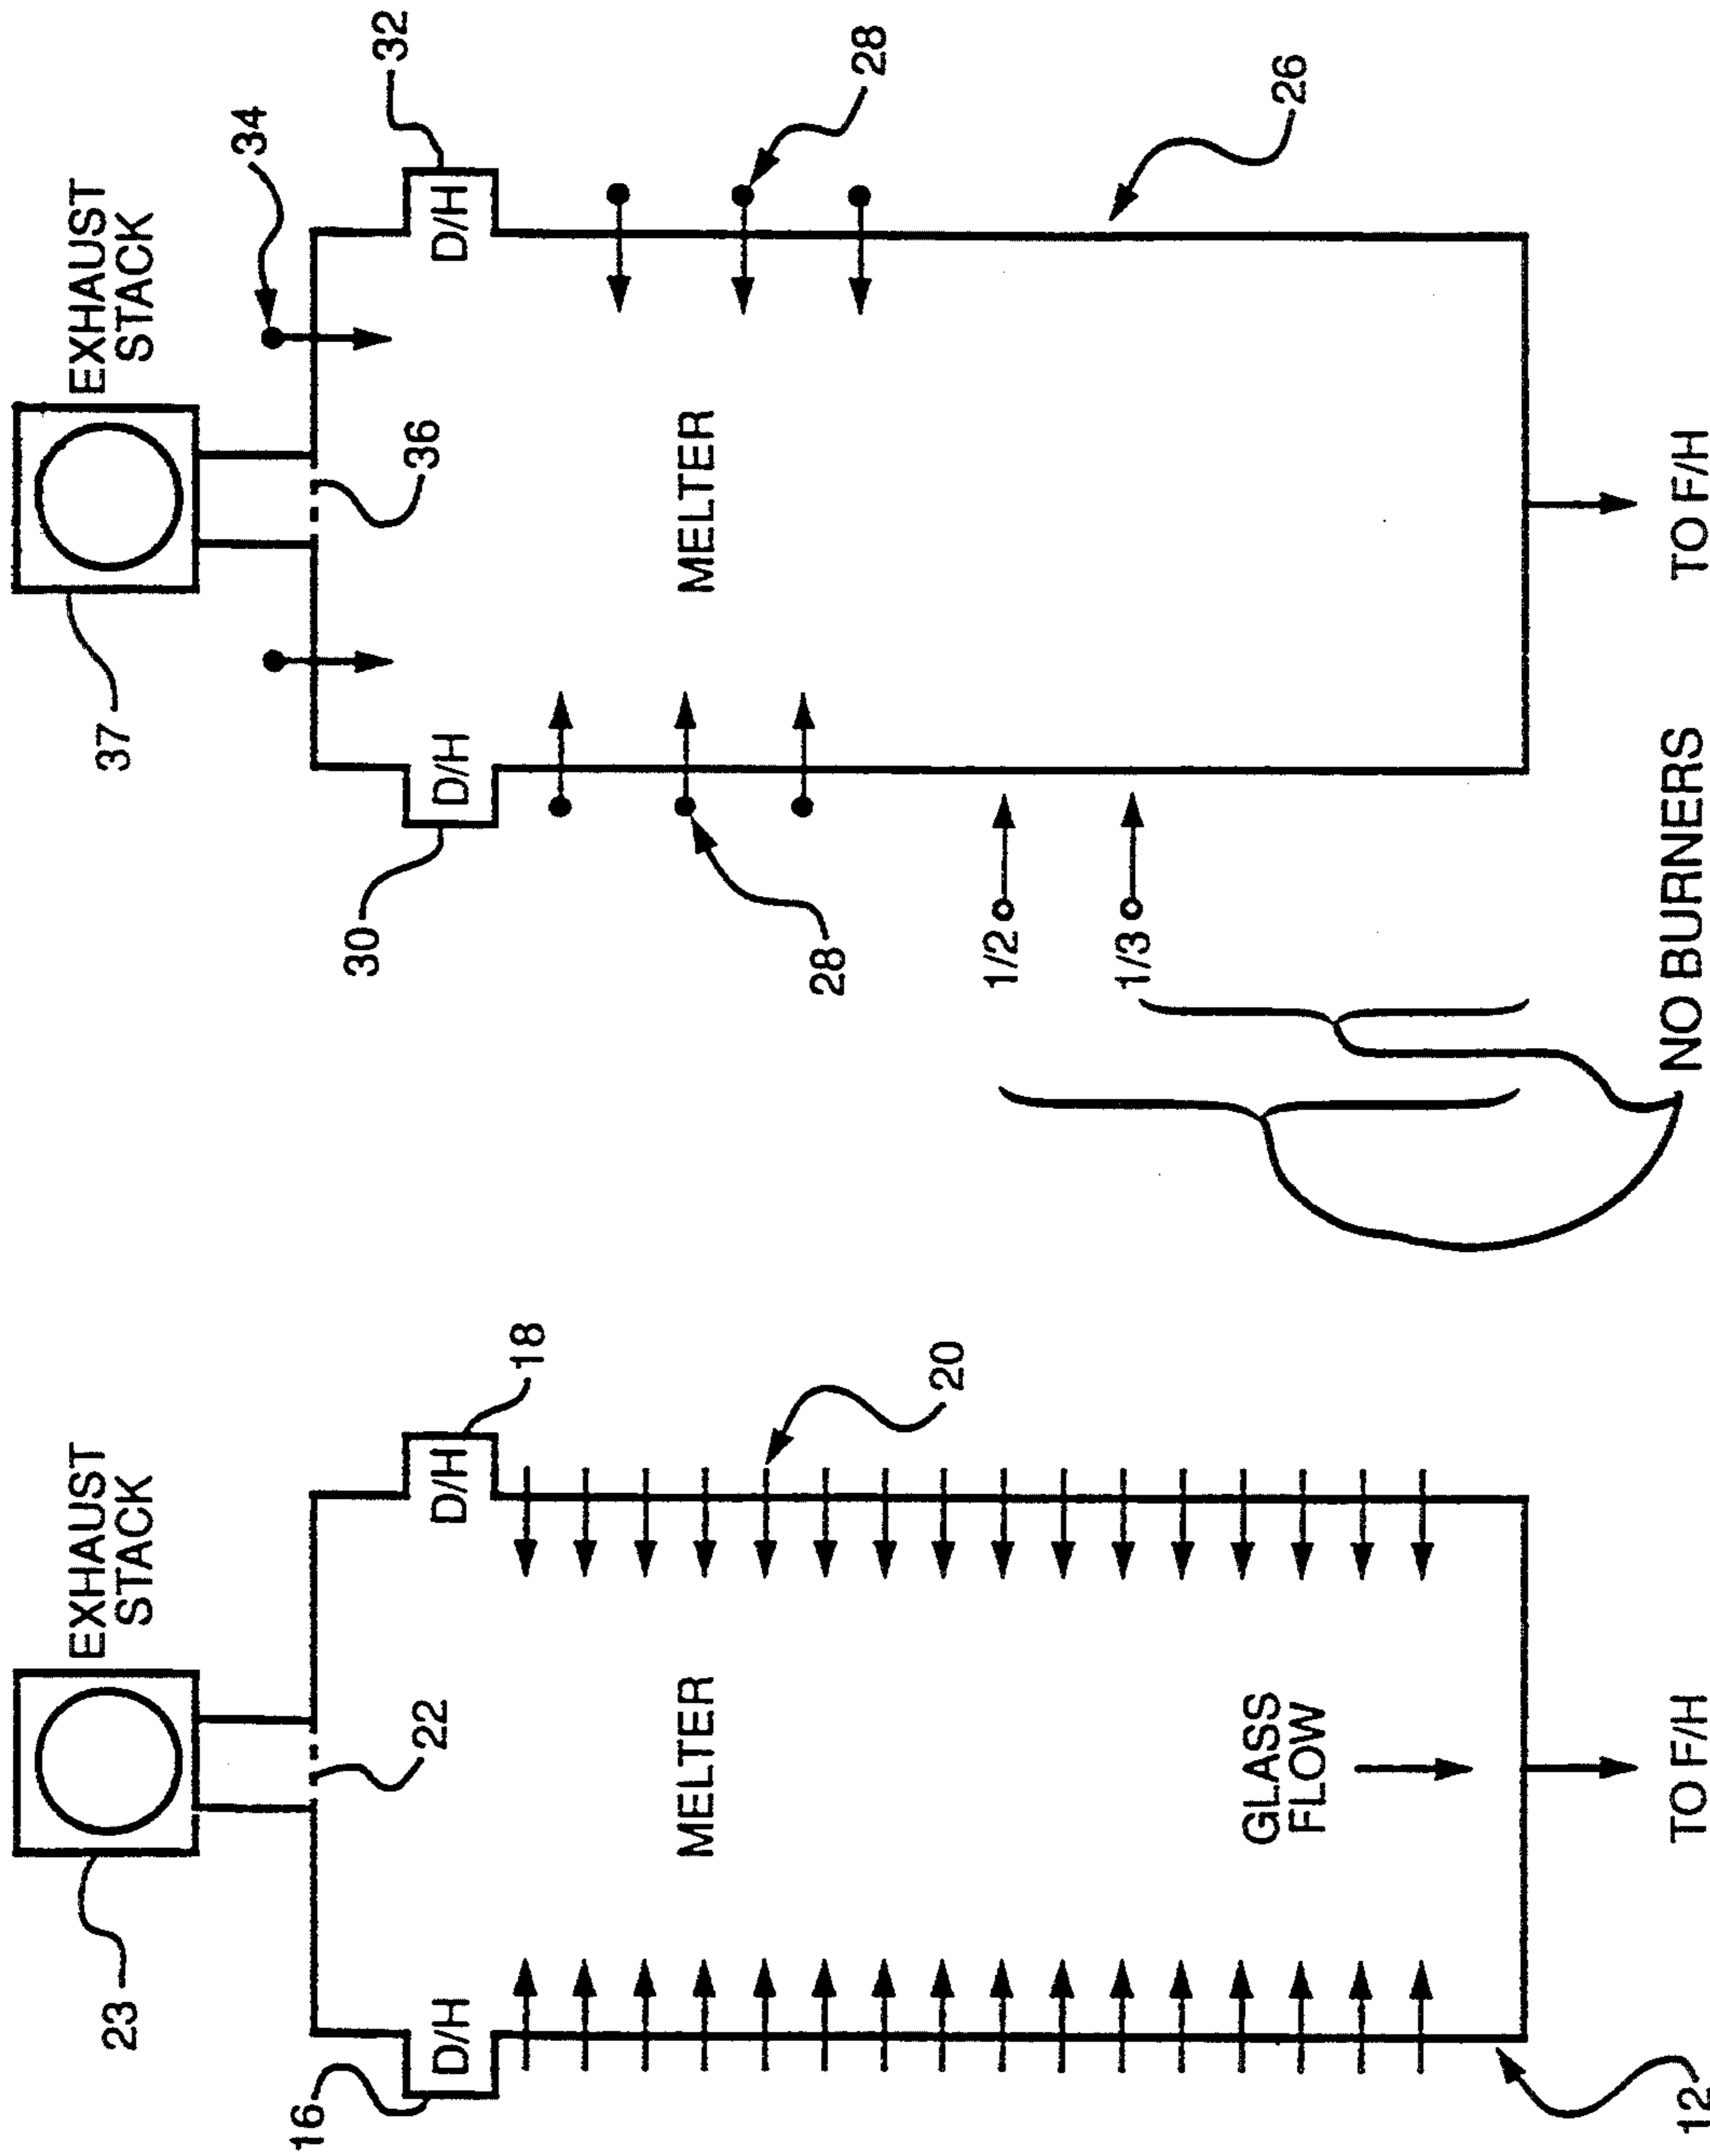 EXHAUST
STACK
23
22
16
D/H
D/H
18
MELTER
20
GLASS
FLOW
12
TO F/H
EXHAUST
STACK
37
34
36
32
30
D/H
D/H
28
MELTER
28
26
1/2
1/3
NO BURNERS
TO F/H